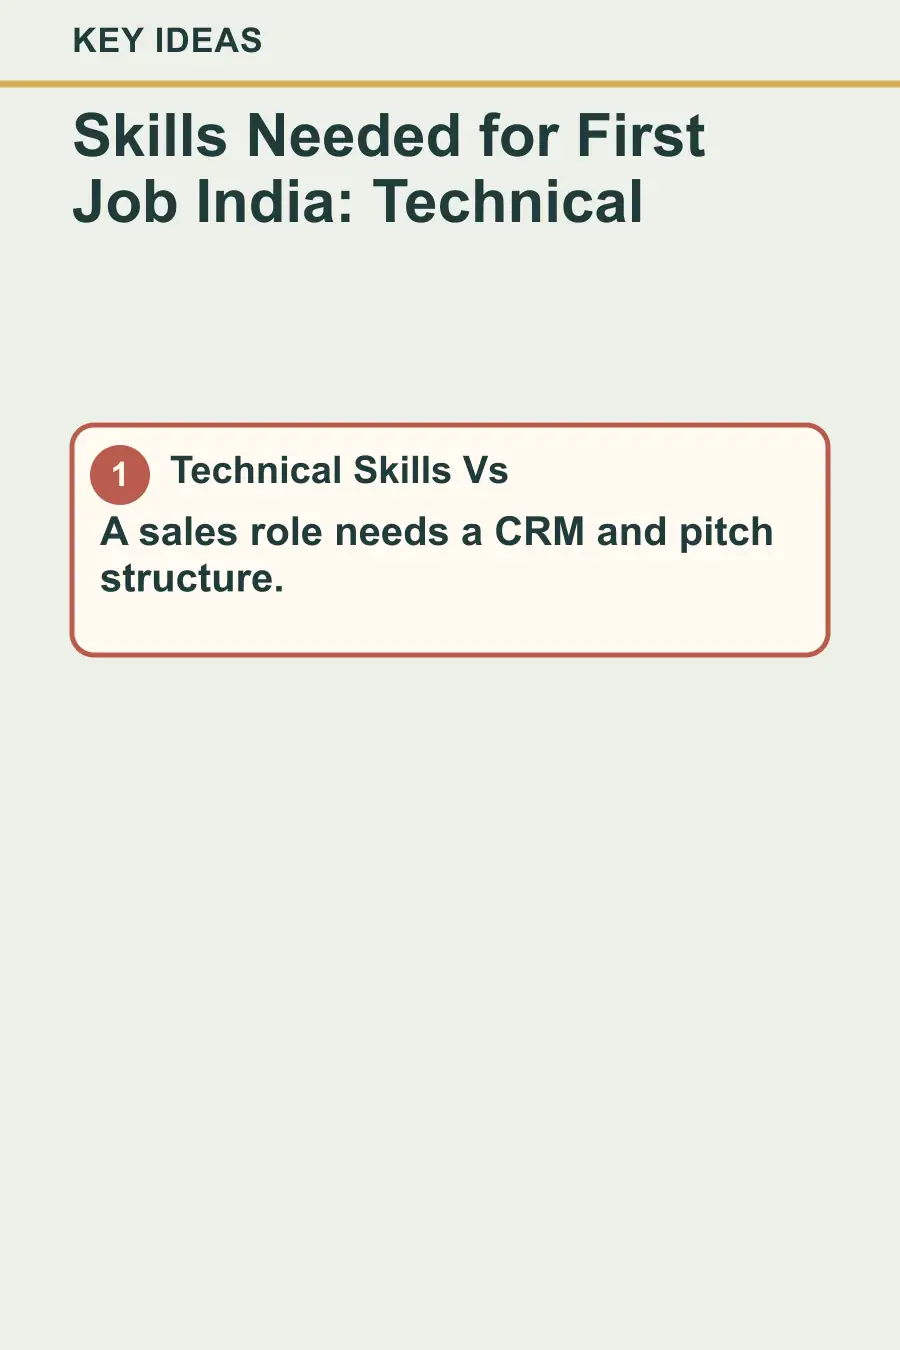 KEY IDEAS
Skills Needed for First
Job India: Technical
1 Technical Skills Vs
A sales role needs a CRM and pitch
structure.